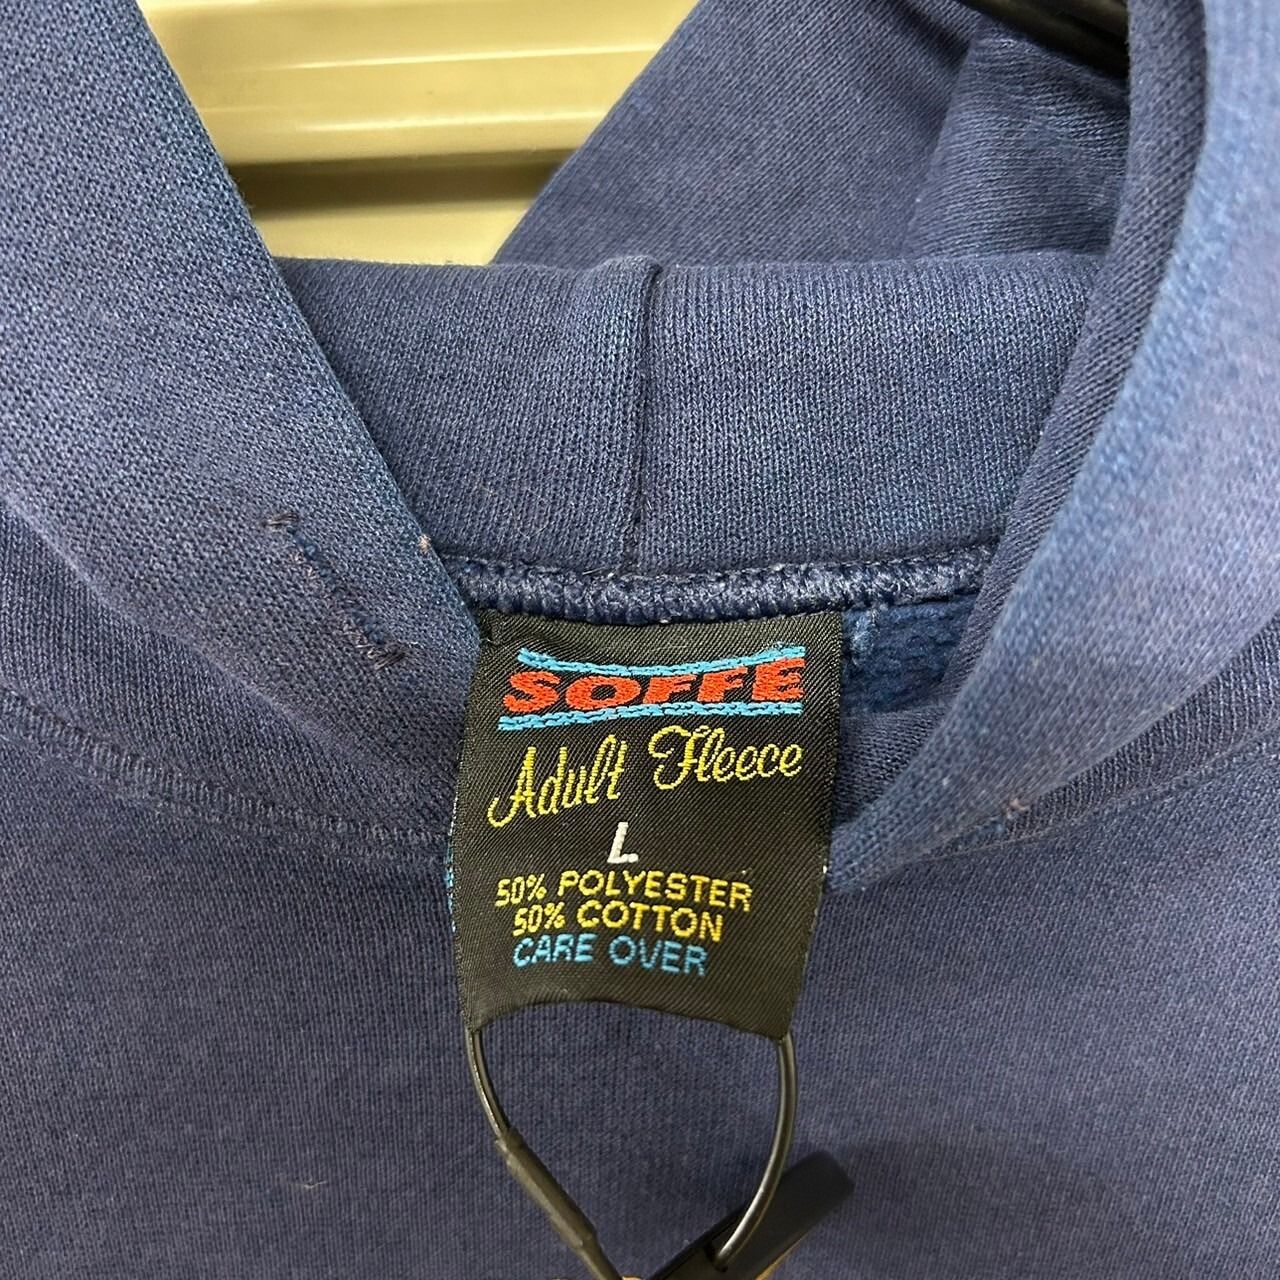 SOFFE
Adult Fleece
L
50% POLYESTER
50% COTTON
CARE OVER